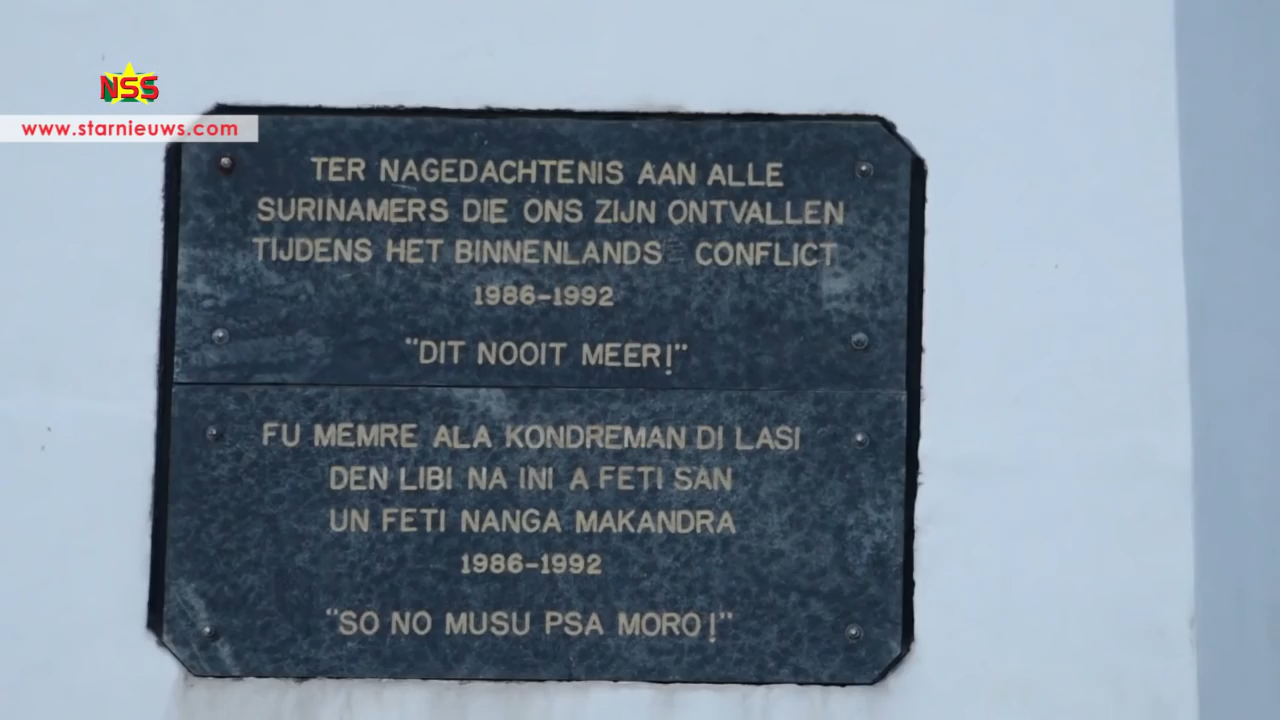 NSS
www.starnieuws.com
TER NAGEDACHTENIS AAN ALLE
SURINAMERS DIE ONS ZIJN ONTVALLEN
TIJDENS HET BINNENLANDS CONFLICT
1986-1992
"DIT NOOIT MEER!"
FU MEMRE ALA KONDREMAN DI LASI
DEN LIBI NA INI A FETI SAN
UN FETI NANGA MAKANDRA
1986-1992
"SO NO MUSU PSA MORO!"